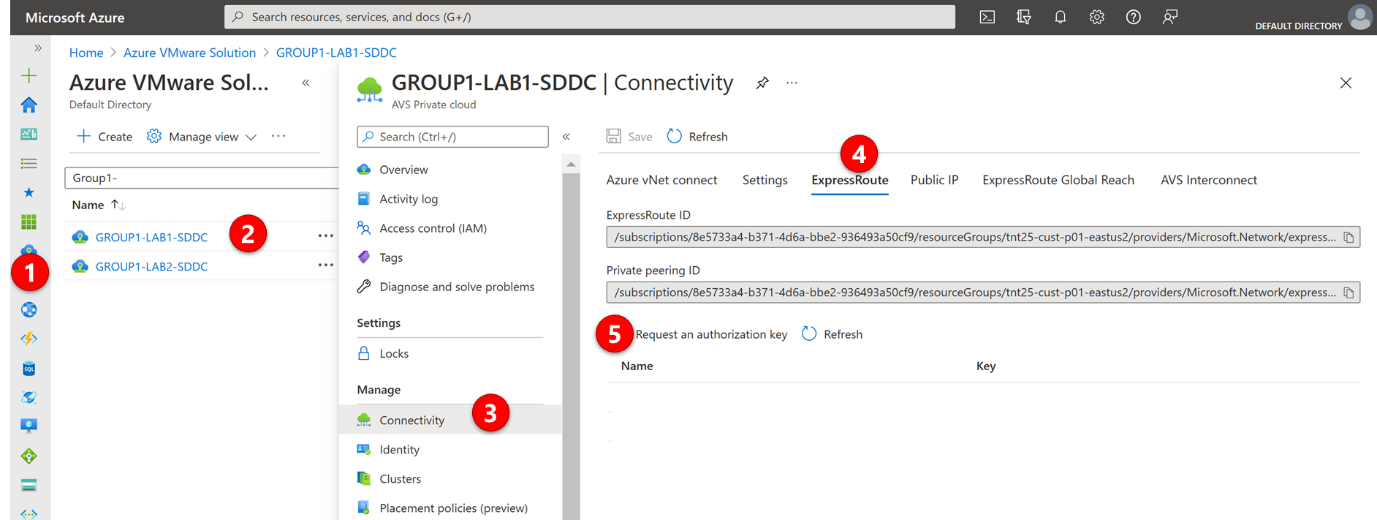 Microsoft Azure
Search resources, services, and docs (G+/)
DEFAULT DIRECTORY
Home > Azure VMware Solution > GROUP1-LAB1-SDDC
Azure VMware Sol... «
Default Directory
Create Manage view ...
Group1-
Name ↑↓
GROUP1-LAB1-SDDC 2 ...
GROUP1-LAB2-SDDC ...
1
GROUP1-LAB1-SDDC | Connectivity ...
AVS Private cloud
Search (Ctrl+/) «
Overview
Activity log
Access control (IAM)
Tags
Diagnose and solve problems
Settings
Locks
Manage
Connectivity 3
Identity
Clusters
Placement policies (preview)
Save Refresh
4
Azure vNet connect Settings ExpressRoute Public IP ExpressRoute Global Reach AVS Interconnect
ExpressRoute ID
/subscriptions/8e5733a4-b371-4d6a-bbe2-936493a50cf9/resourceGroups/tnt25-cust-p01-eastus2/providers/Microsoft.Network/express...
Private peering ID
/subscriptions/8e5733a4-b371-4d6a-bbe2-936493a50cf9/resourceGroups/tnt25-cust-p01-eastus2/providers/Microsoft.Network/express...
5 Request an authorization key Refresh
Name Key